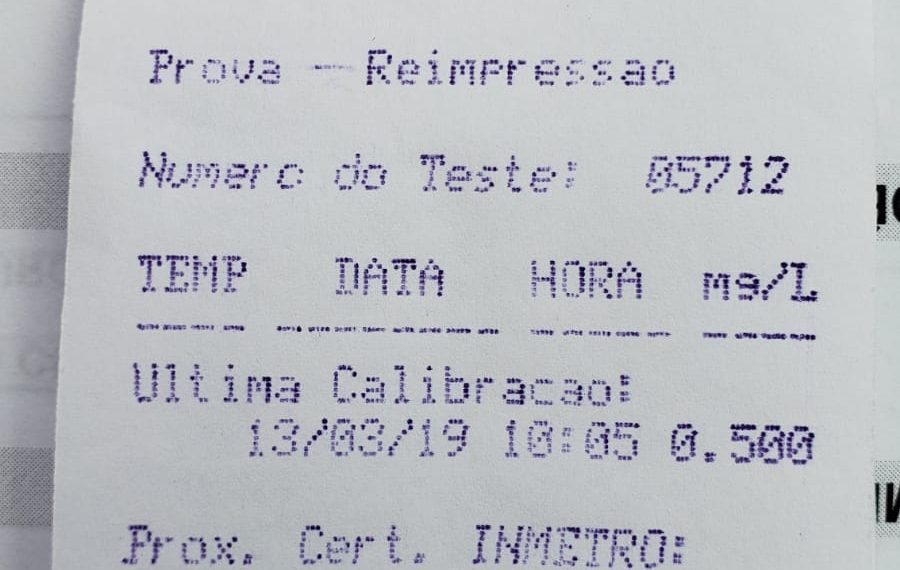 Prova - Reimpressao
Numero do Teste: 05712
TEMP DATA HORA mg/L
Ultima Calibracao:
13/03/19 10:05 0.500
Prox. Cert. INMETRO: